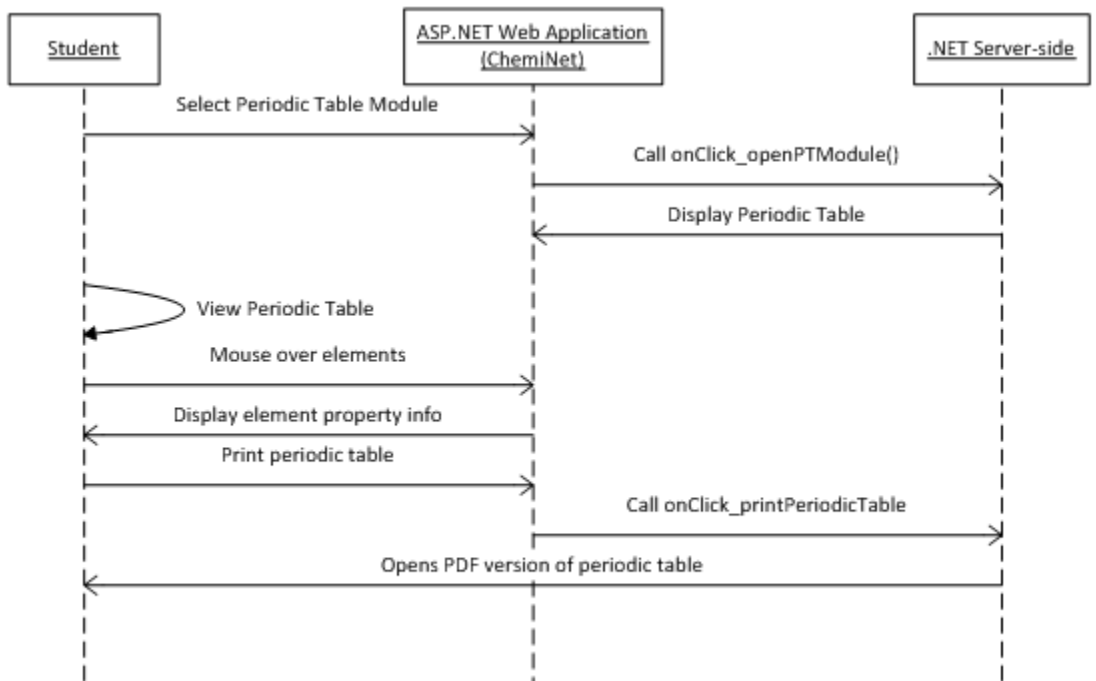 Student
ASP.NET Web Application
(ChemiNet)
.NET Server-side
Select Periodic Table Module
Call onClick_openPTModule()
Display Periodic Table
View Periodic Table
Mouse over elements
Display element property info
Print periodic table
Call onClick_printPeriodicTable
Opens PDF version of periodic table